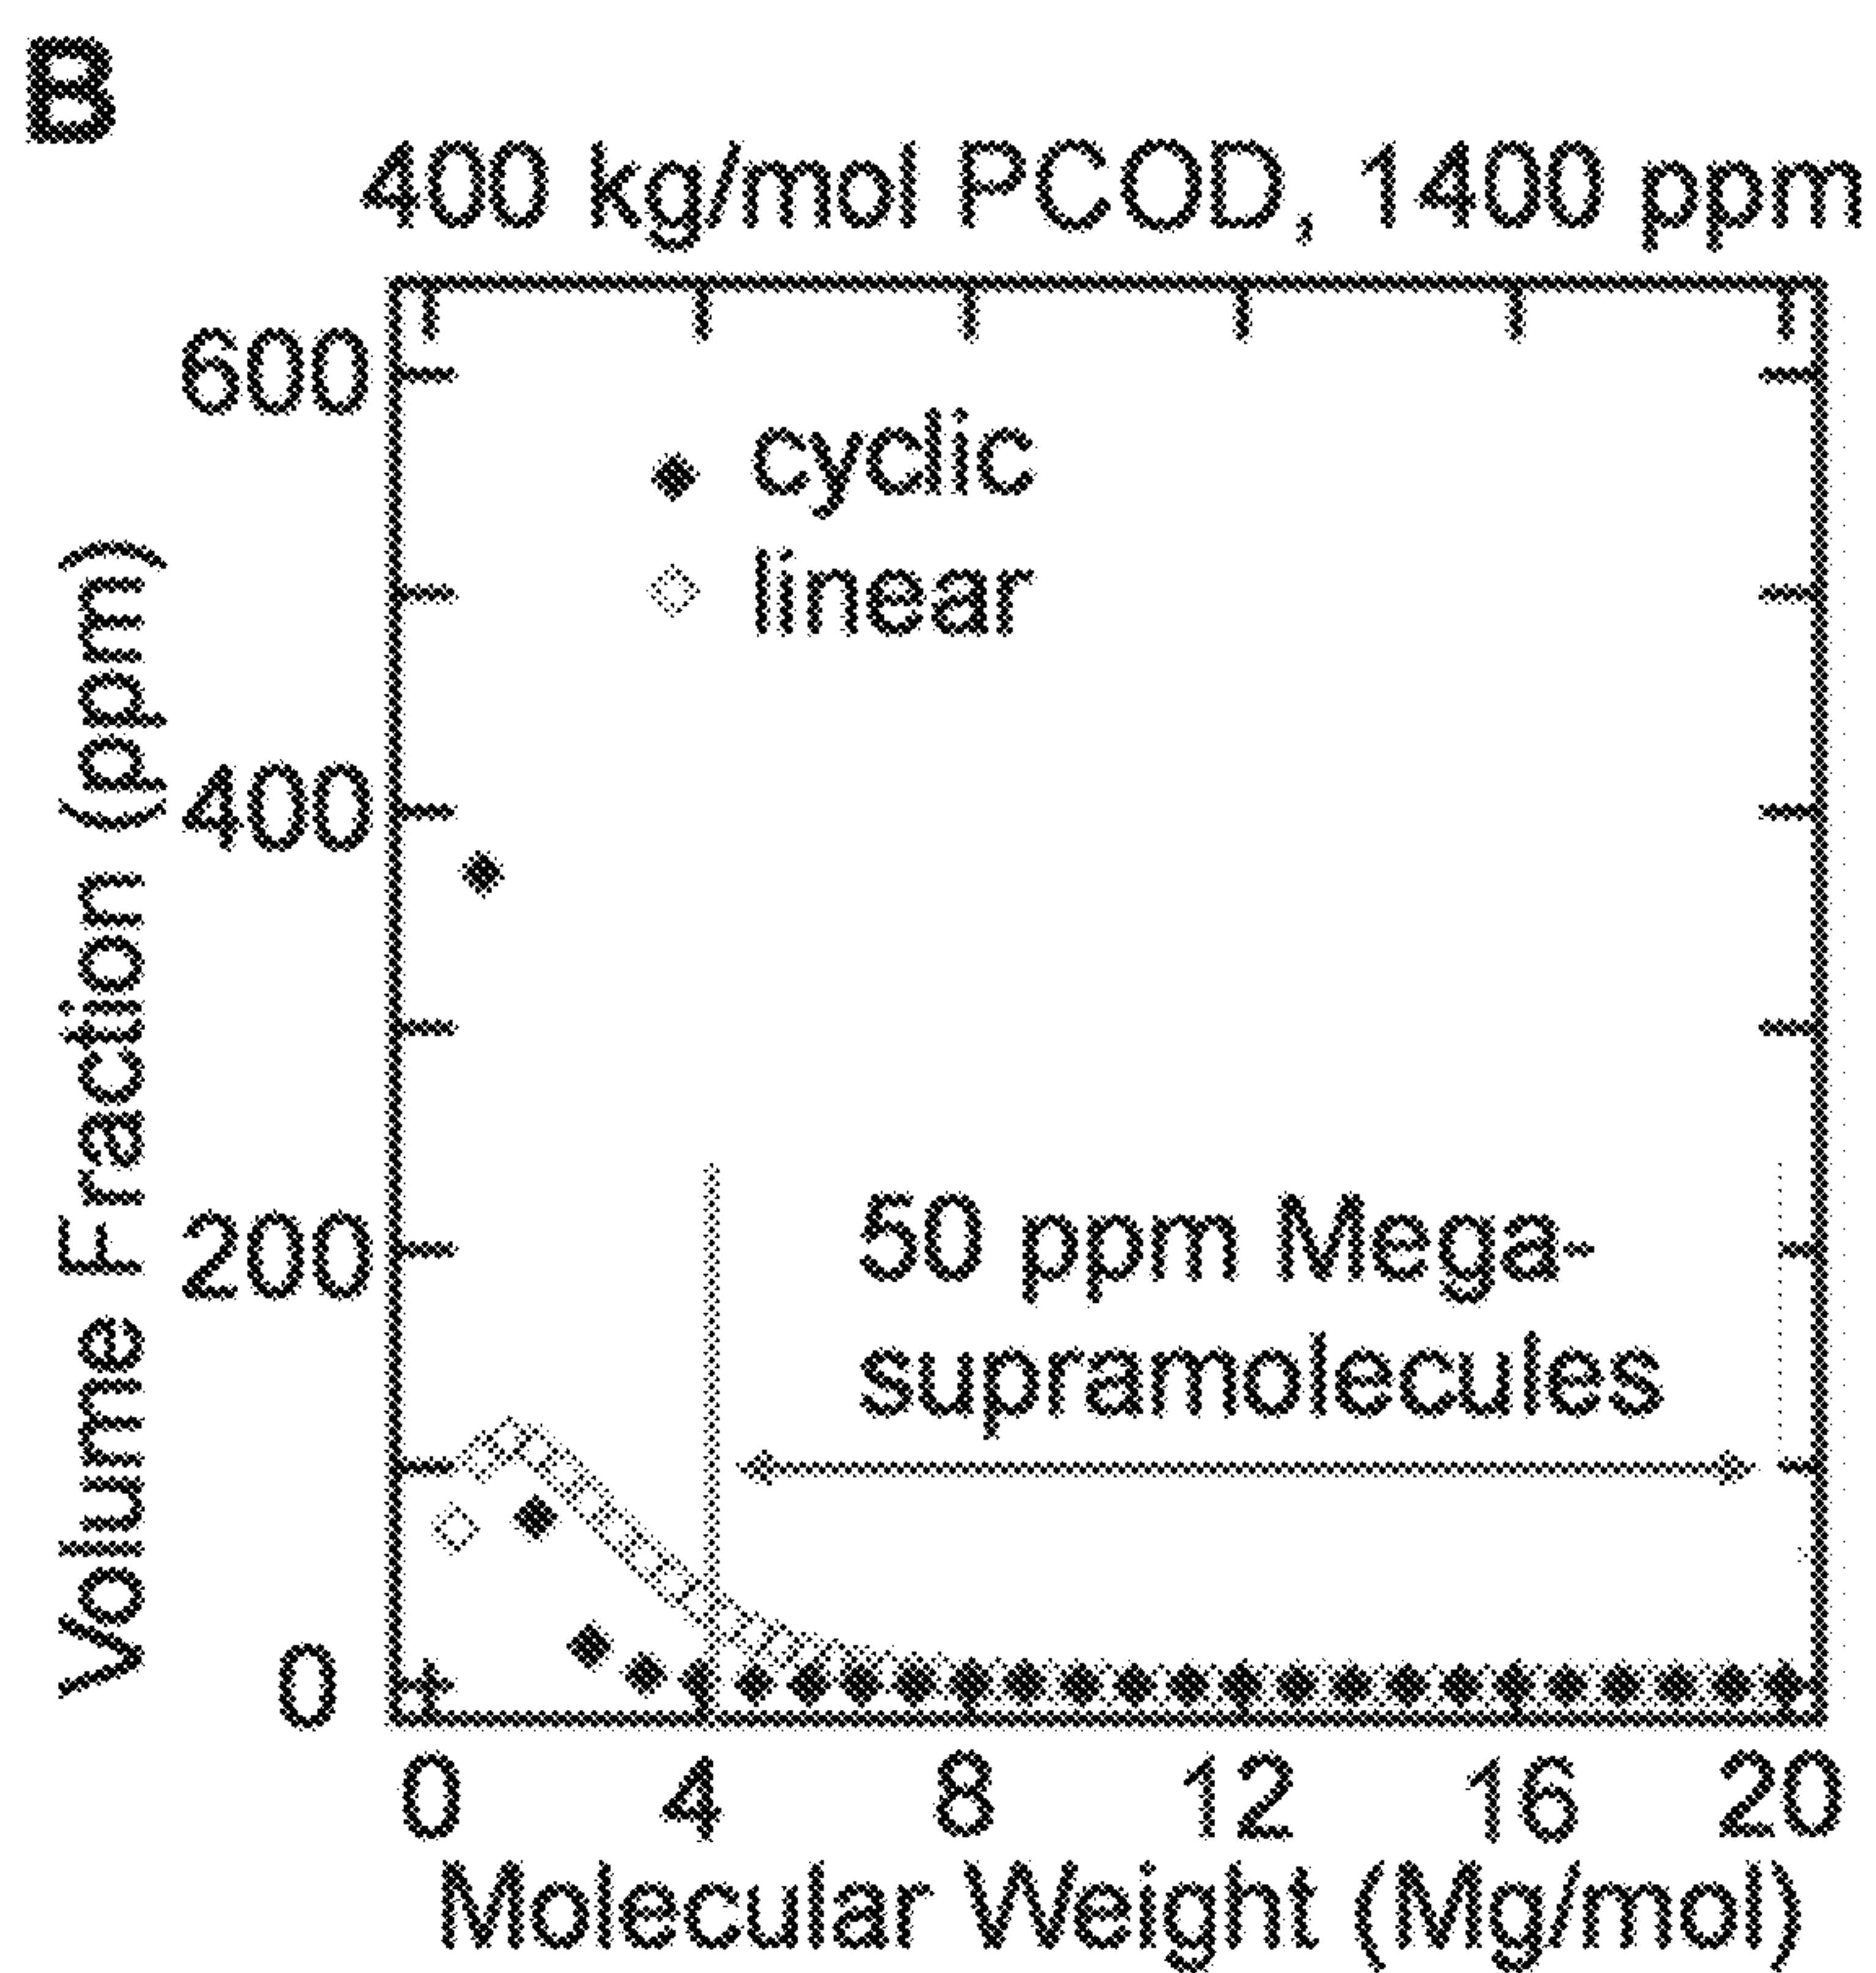 B
400 kg/mol PCOD, 1400 ppm
600
400
200
0
Volume Fraction (ppm)
cyclic
linear
50 ppm Mega-
supramolecules
0 4 8 12 16 20
Molecular Weight (Mg/mol)